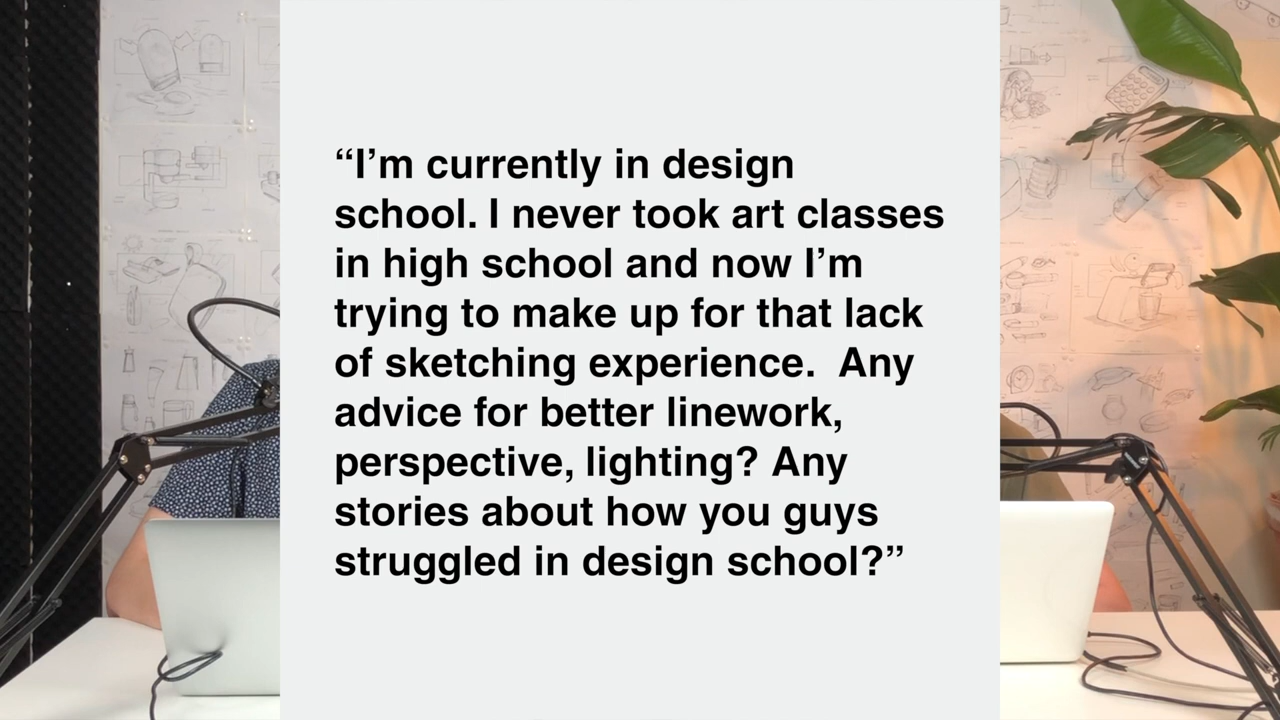 “I’m currently in design
school. I never took art classes
in high school and now I’m
trying to make up for that lack
of sketching experience.  Any
advice for better linework,
perspective, lighting? Any
stories about how you guys
struggled in design school?”